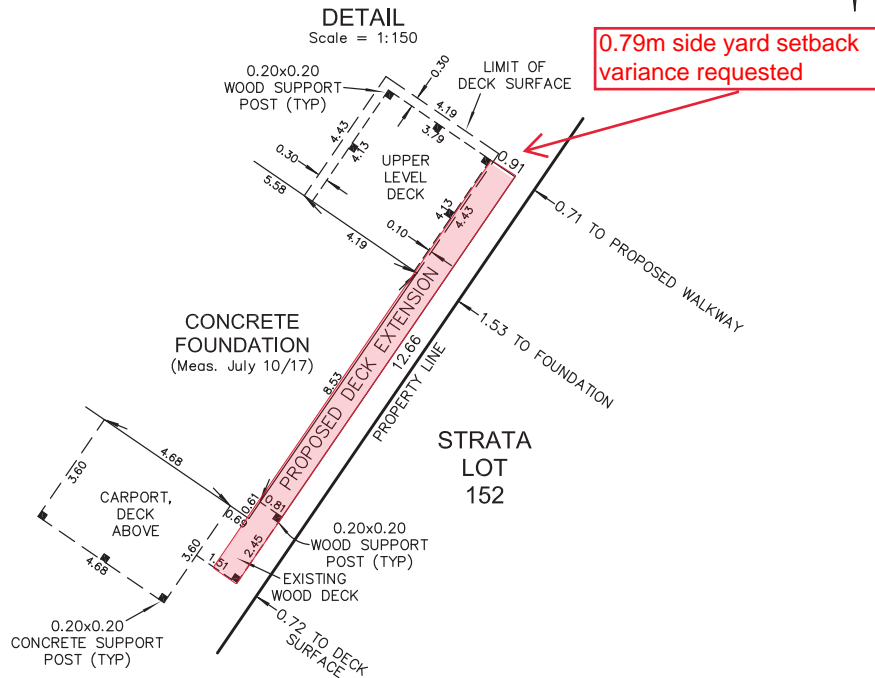 DETAIL
Scale = 1:150
0.79m side yard setback
variance requested
0.20x0.20
WOOD SUPPORT
POST (TYP)
0.30
LIMIT OF
DECK SURFACE
4.19
3.79
0.91
4.43
4.13
0.30
5.58
UPPER
LEVEL
DECK
4.13
4.43
0.10
4.19
0.71 TO PROPOSED WALKWAY
CONCRETE
FOUNDATION
(Meas. July 10/17)
PROPOSED DECK EXTENSION
8.53
12.66
PROPERTY LINE
1.53 TO FOUNDATION
STRATA
LOT
152
4.68
3.60
CARPORT,
DECK
ABOVE
0.69
0.61
0.81
0.20x0.20
WOOD SUPPORT
POST (TYP)
3.60
1.51
2.45
4.68
EXISTING
WOOD DECK
0.20x0.20
CONCRETE SUPPORT
POST (TYP)
0.72 TO DECK
SURFACE